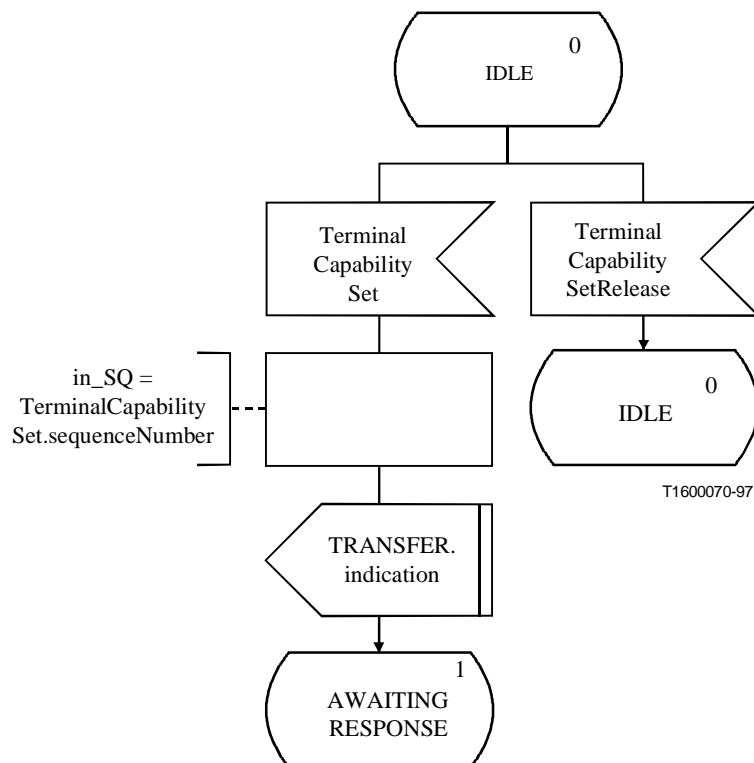 0
IDLE
Terminal
Capability
Set
Terminal
Capability
SetRelease
in_SQ =
TerminalCapability
Set.sequenceNumber
0
IDLE
T1600070-97
TRANSFER.
indication
1
AWAITING
RESPONSE